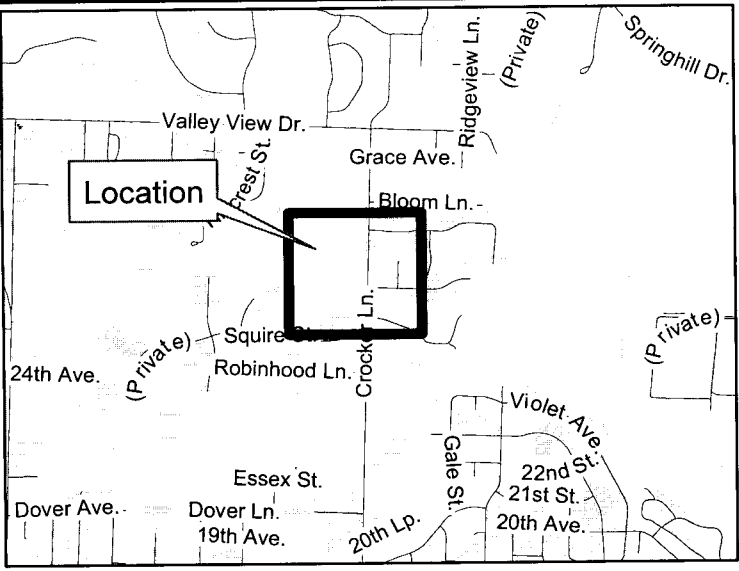 Springhill Dr.
Ridgeview Ln.
(Private)
Valley View Dr.
Grace Ave.
Location
St.
Bloom Ln.
Crocker Ln.
Squire
(Private)
(Private)
Robinhood Ln.
24th Ave.
Violet Ave.
Gale St.
22nd St.
21st St.
20th Ave.
Essex St.
Dover Ave.
Dover Ln.
19th Ave.
20th Lp.